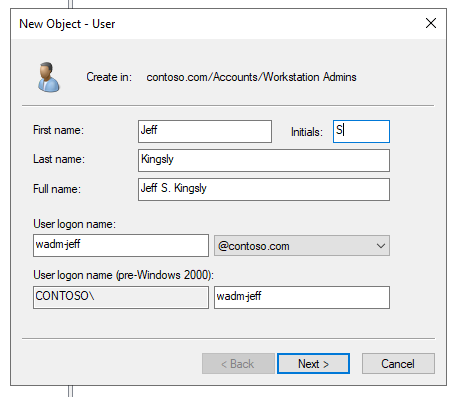 New Object - User
Create in: contoso.com/Accounts/Workstation Admins
First name: Jeff Initials: S
Last name: Kingsly
Full name: Jeff S. Kingsly
User logon name:
wadm-jeff @contoso.com
User logon name (pre-Windows 2000):
CONTOSO\ wadm-jeff
< Back Next > Cancel